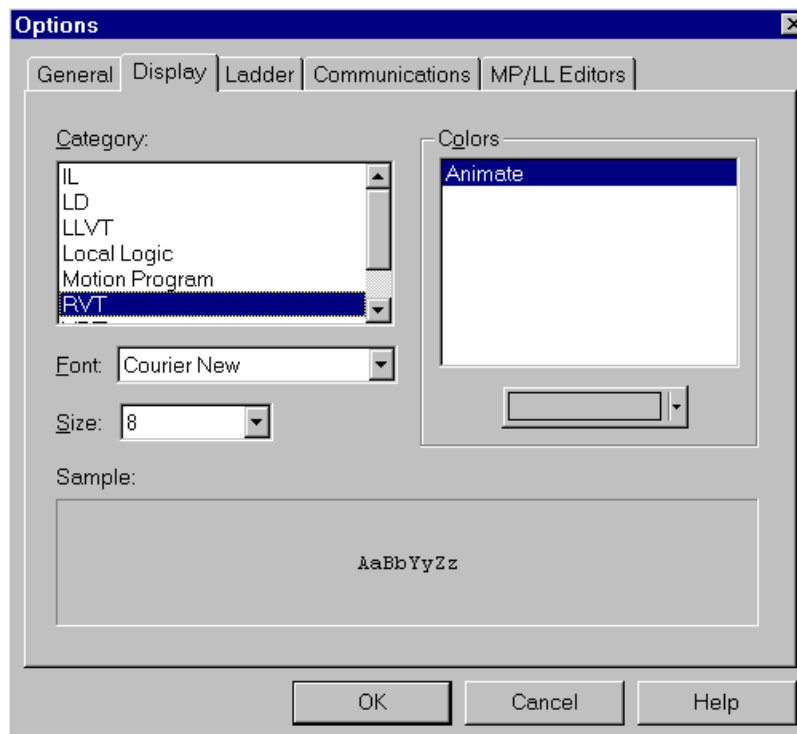 Options
General Display Ladder Communications MP/LL Editors
Category:
IL
LD
LLVT
Local Logic
Motion Program
RVT
Font: Courier New
Size: 8
Colors
Animate
Sample:
AaBbYyZz
OK Cancel Help